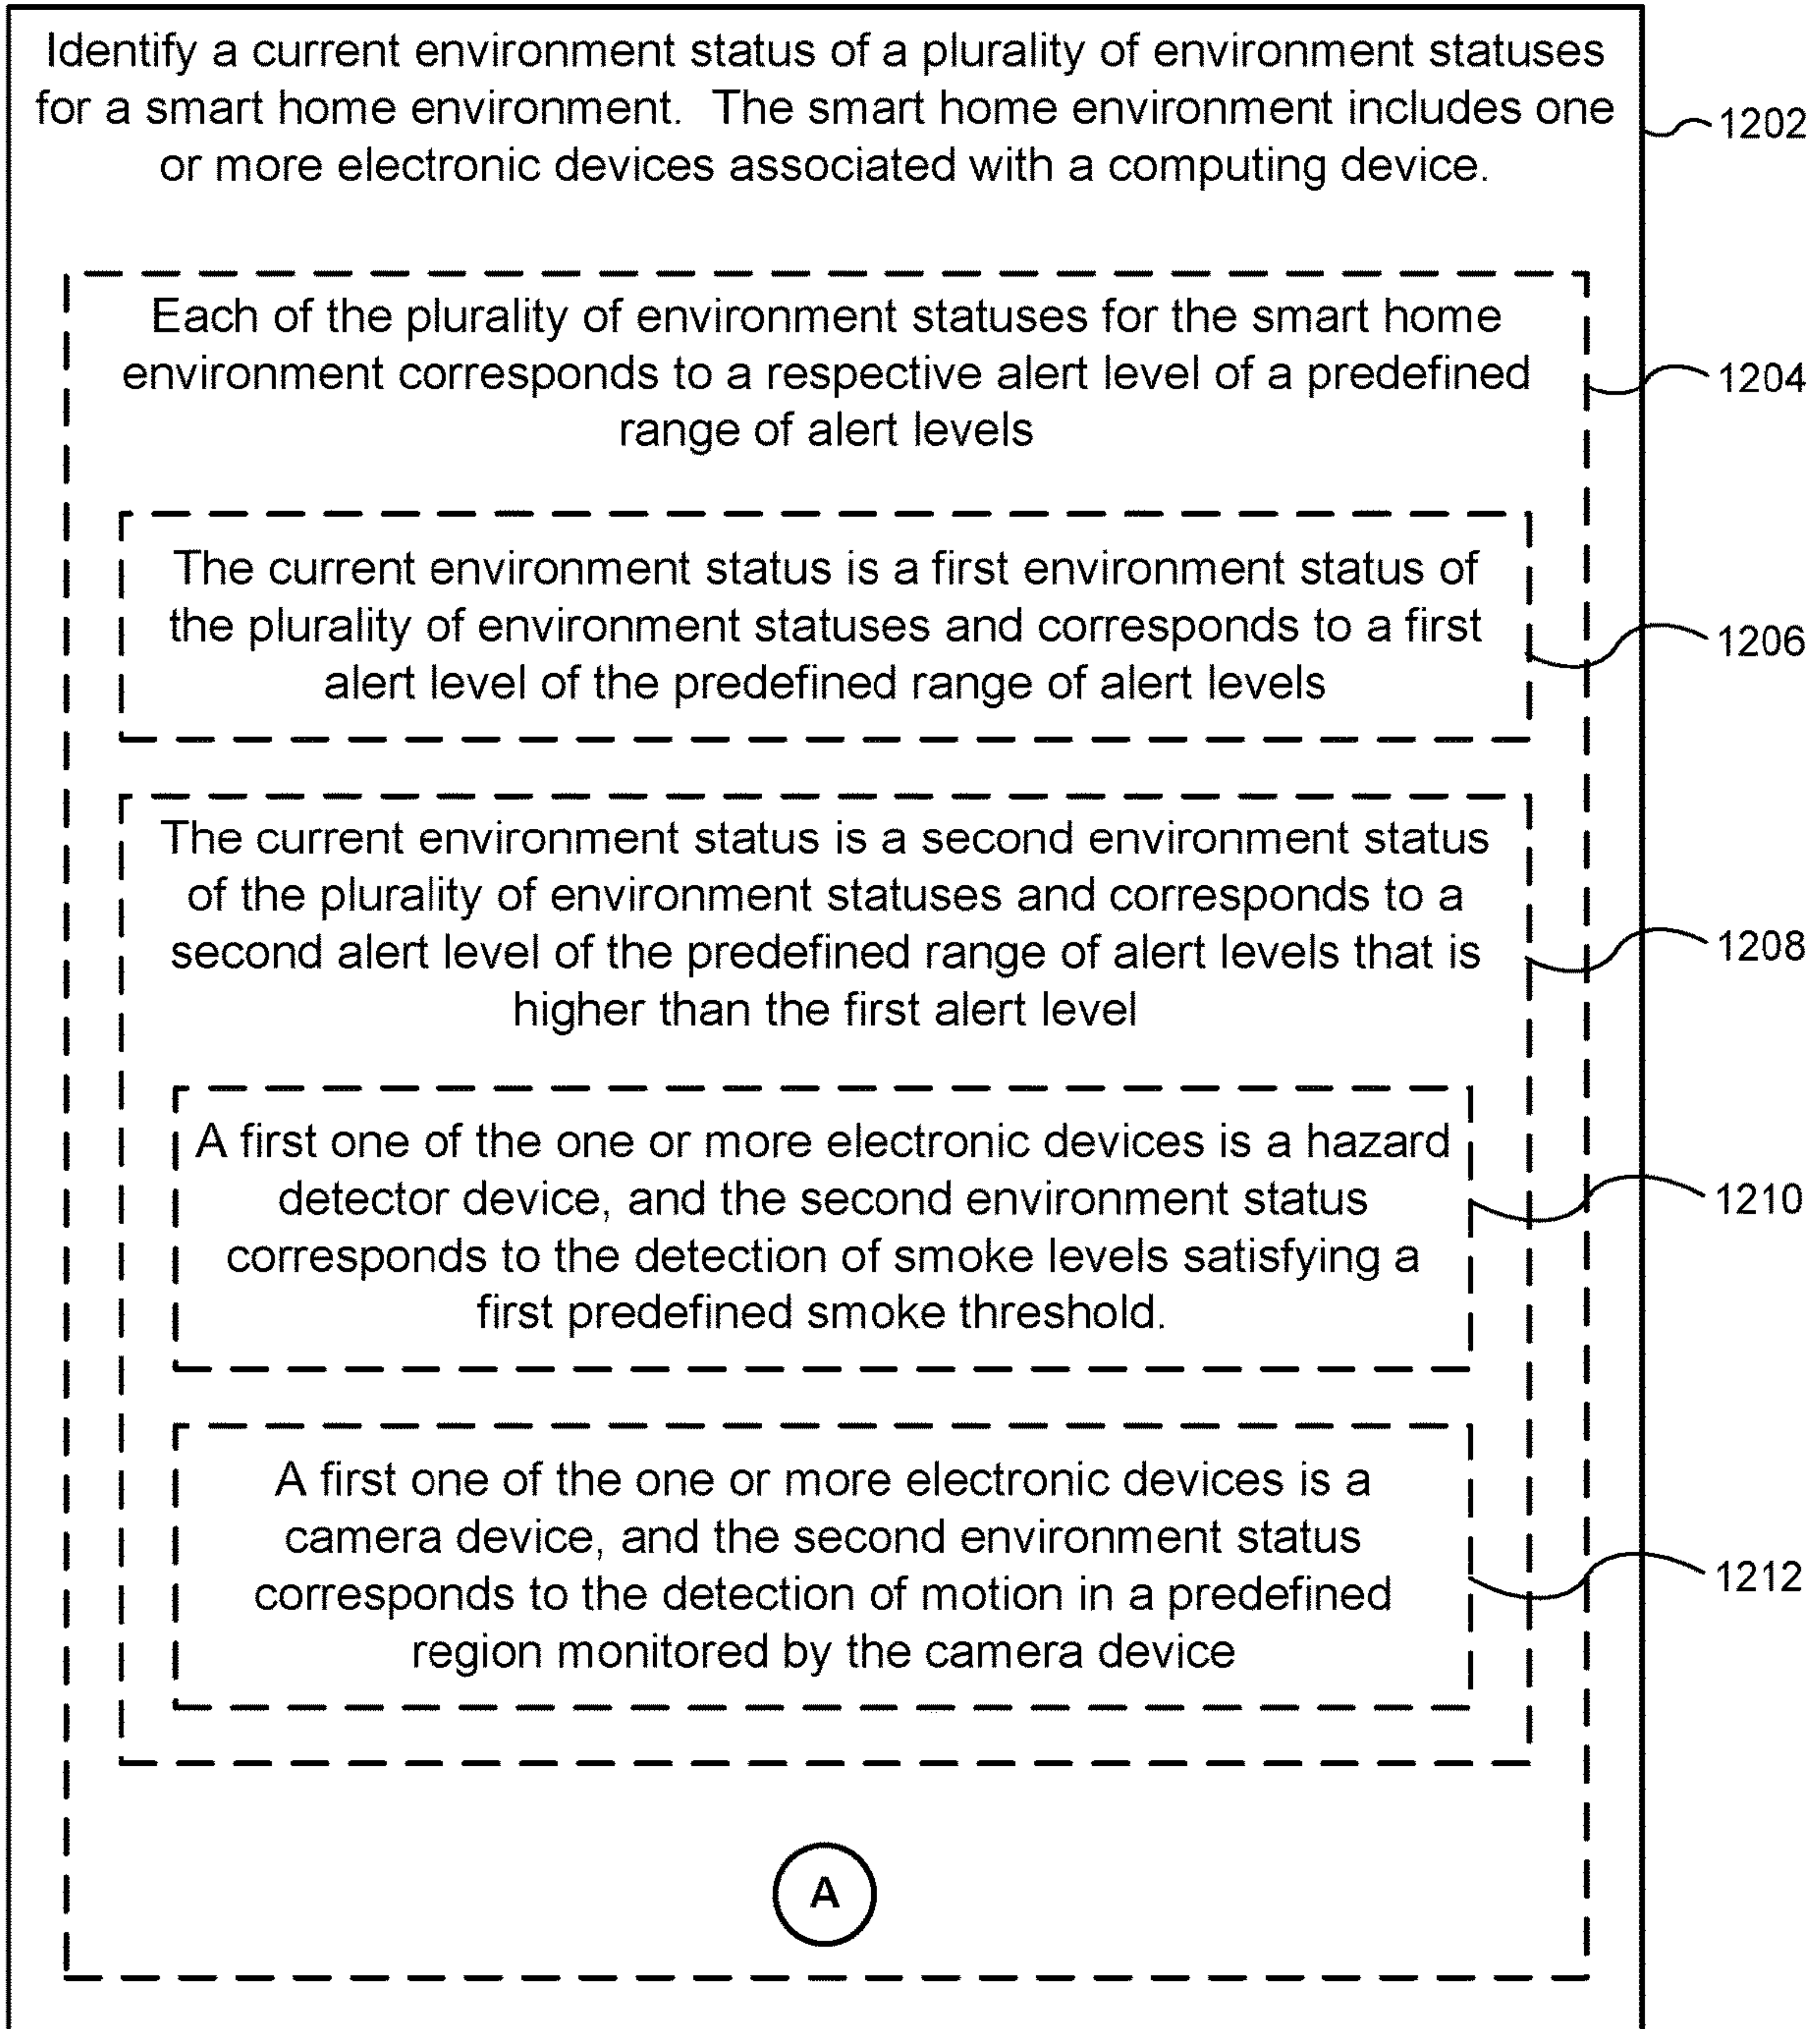 Identify a current environment status of a plurality of environment statuses
for a smart home environment.  The smart home environment includes one
or more electronic devices associated with a computing device.
1202
Each of the plurality of environment statuses for the smart home
environment corresponds to a respective alert level of a predefined
range of alert levels
1204
The current environment status is a first environment status of
the plurality of environment statuses and corresponds to a first
alert level of the predefined range of alert levels
1206
The current environment status is a second environment status
of the plurality of environment statuses and corresponds to a
second alert level of the predefined range of alert levels that is
higher than the first alert level
1208
A first one of the one or more electronic devices is a hazard
detector device, and the second environment status
corresponds to the detection of smoke levels satisfying a
first predefined smoke threshold.
1210
A first one of the one or more electronic devices is a
camera device, and the second environment status
corresponds to the detection of motion in a predefined
region monitored by the camera device
1212
A